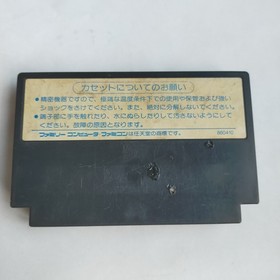 カセットについてのお願い
●精密機器ですので、極端な温度条件下での使用や保管および強い
ショックをさけてください。また、絶対に分解しないでください。
●端子部に手を触れたり、水にぬらしたりして汚さないようにして
ください。故障の原因となります。
ファミリーコンピュータ ファミコンは任天堂の商標です。